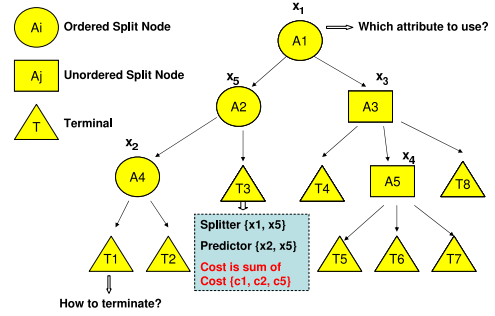 x1
Ai Ordered Split Node
A1
Which attribute to use?
Aj Unordered Split Node
x5
x3
A2
A3
T Terminal
x2
x4
A4
T3
T4
A5
T8
Splitter {x1, x5}
Predictor {x2, x5}
Cost is sum of
Cost {c1, c2, c5}
T1
T2
T5
T6
T7
How to terminate?